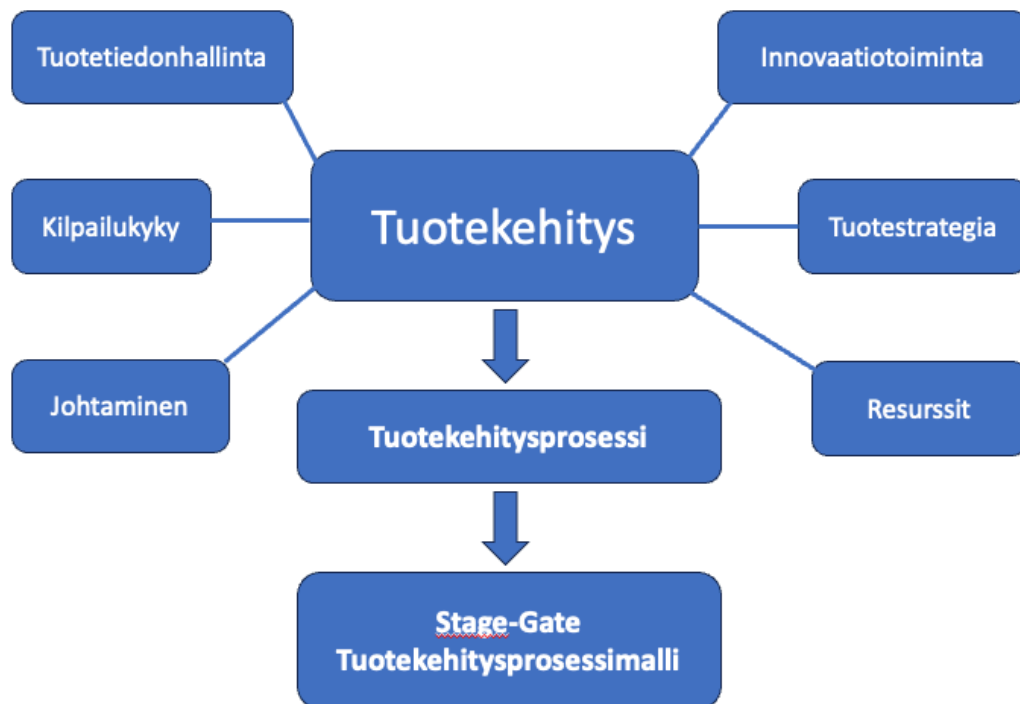 Tuotetiedonhallinta
Innovaatiotoiminta
Tuotekehitys
Kilpailukyky
Tuotestrategia
Johtaminen
Resurssit
Tuotekehitysprosessi
Stage-Gate
Tuotekehitysprosessimalli